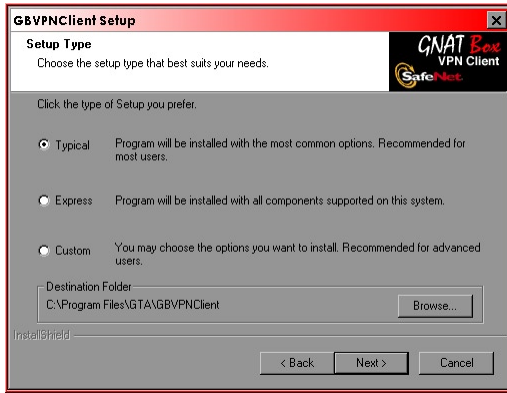 GBVPNClient Setup
Setup Type
Choose the setup type that best suits your needs.
GNAT Box
VPN Client
SafeNet
Click the type of Setup you prefer.
Typical
Program will be installed with the most common options. Recommended for
most users.
Express
Program will be installed with all components supported on this system.
Custom
You may choose the options you want to install. Recommended for advanced
users.
Destination Folder
C:\Program Files\GTA\GBVPNClient
Browse...
InstallShield
< Back
Next >
Cancel